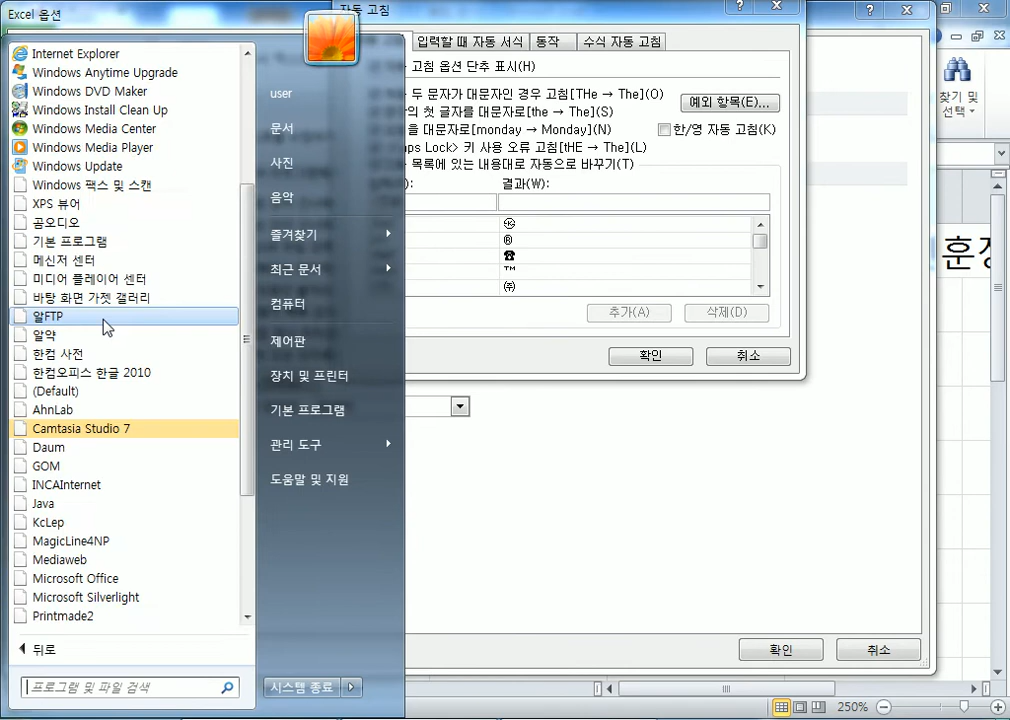 Excel 옵션
자동 고침
Internet Explorer
Windows Anytime Upgrade
Windows DVD Maker
Windows Install Clean Up
Windows Media Center
Windows Media Player
Windows Update
Windows 팩스 및 스캔
XPS 뷰어
곰오디오
기본 프로그램
메신저 센터
미디어 플레이어 센터
바탕 화면 가젯 갤러리
알FTP
알약
한컴 사전
한컴오피스 한글 2010
(Default)
AhnLab
Camtasia Studio 7
Daum
GOM
INCAInternet
Java
KcLep
MagicLine4NP
Mediaweb
Microsoft Office
Microsoft Silverlight
Printmade2
뒤로
프로그램 및 파일 검색
user
문서
사진
음악
즐겨찾기
최근 문서
컴퓨터
제어판
장치 및 프린터
기본 프로그램
관리 도구
도움말 및 지원
시스템 종료
입력할 때 자동 서식
동작
수식 자동 고침
고침 옵션 단추 표시(H)
두 문자가 대문자인 경우 고침[THe → The](O)
예외 항목(E)...
의 첫 글자를 대문자로[the → The](S)
을 대문자로[monday → Monday](N)
한/영 자동 고침(K)
aps Lock> 키 사용 오류 고침[tHE → The](L)
목록에 있는 내용대로 자동으로 바꾸기(T)
결과(W):
®
☎
™
㈜
추가(A)
삭제(D)
확인
취소
확인
취소
찾기 및
선택
훈
250%